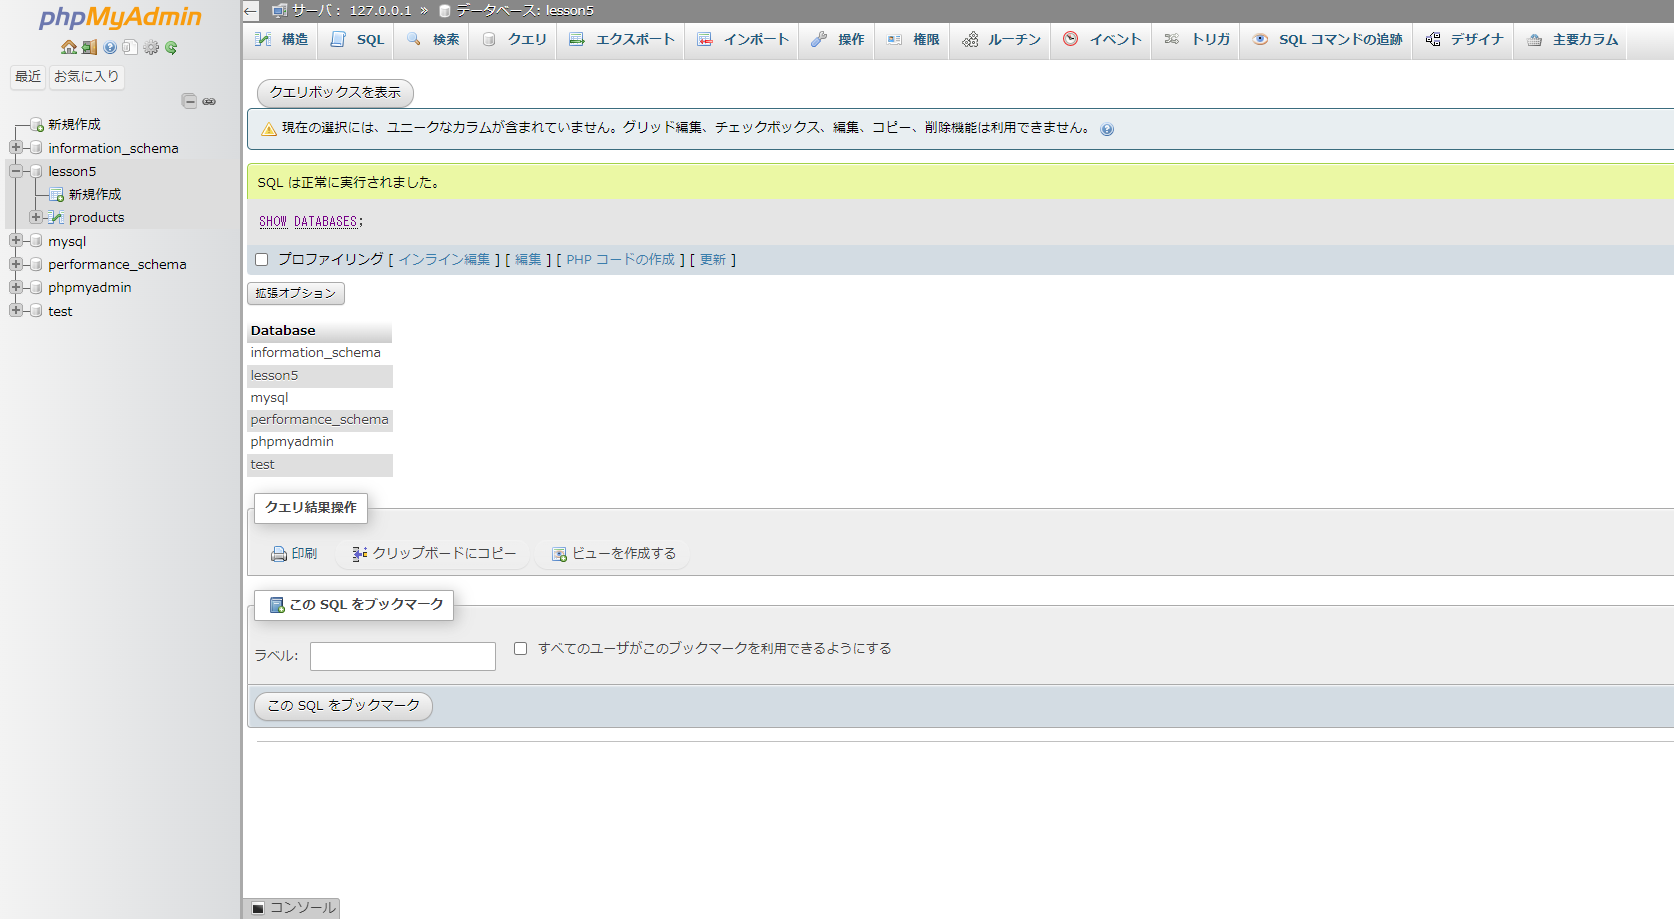 phpMyAdmin
最近 お気に入り
新規作成
information_schema
lesson5
新規作成
products
mysql
performance_schema
phpmyadmin
test
サーバ： 127.0.0.1 » データベース: lesson5
構造 SQL 検索 クエリ エクスポート インポート 操作 権限 ルーチン イベント トリガ SQL コマンドの追跡 デザイナ 主要カラム
クエリボックスを表示
現在の選択には、ユニークなカラムが含まれていません。グリッド編集、チェックボックス、編集、コピー、削除機能は利用できません。
SQL は正常に実行されました。
SHOW DATABASES;
プロファイリング [ インライン編集 ] [ 編集 ] [ PHP コードの作成 ] [ 更新 ]
拡張オプション
Database
information_schema
lesson5
mysql
performance_schema
phpmyadmin
test
クエリ結果操作
印刷 クリップボードにコピー ビューを作成する
この SQL をブックマーク
ラベル: すべてのユーザがこのブックマークを利用できるようにする
この SQL をブックマーク
コンソール